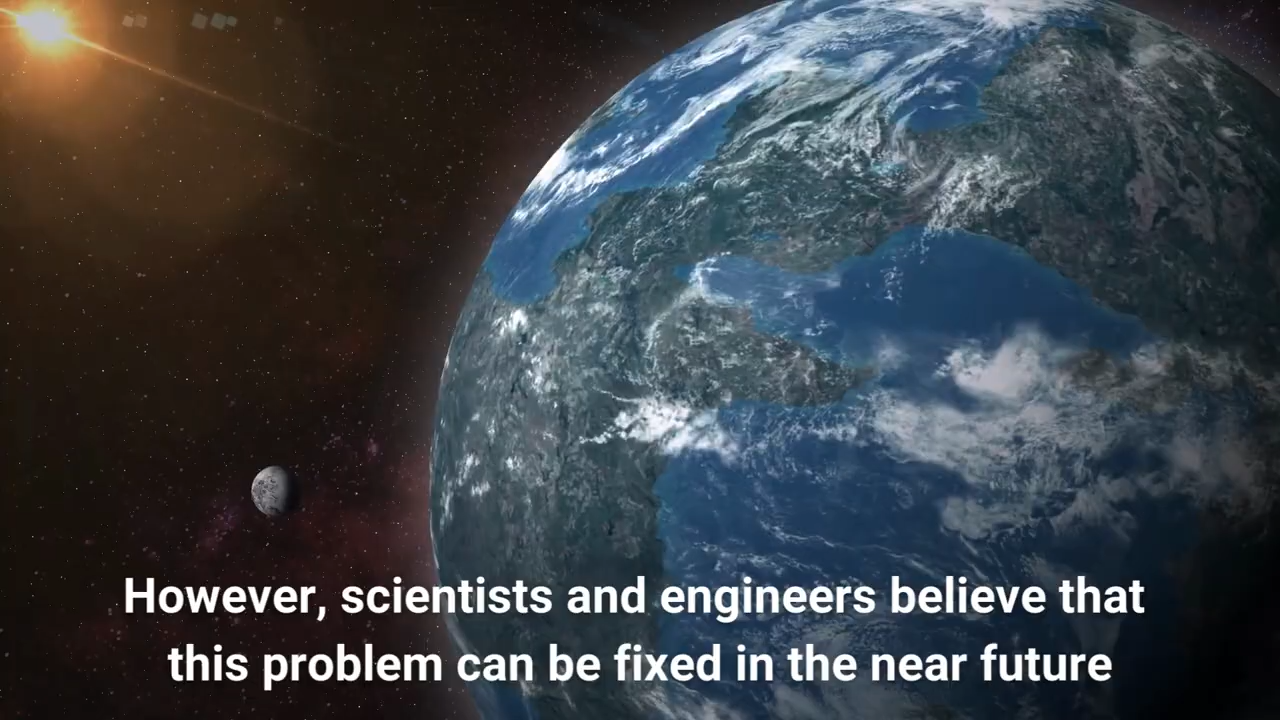 However, scientists and engineers believe that
this problem can be fixed in the near future